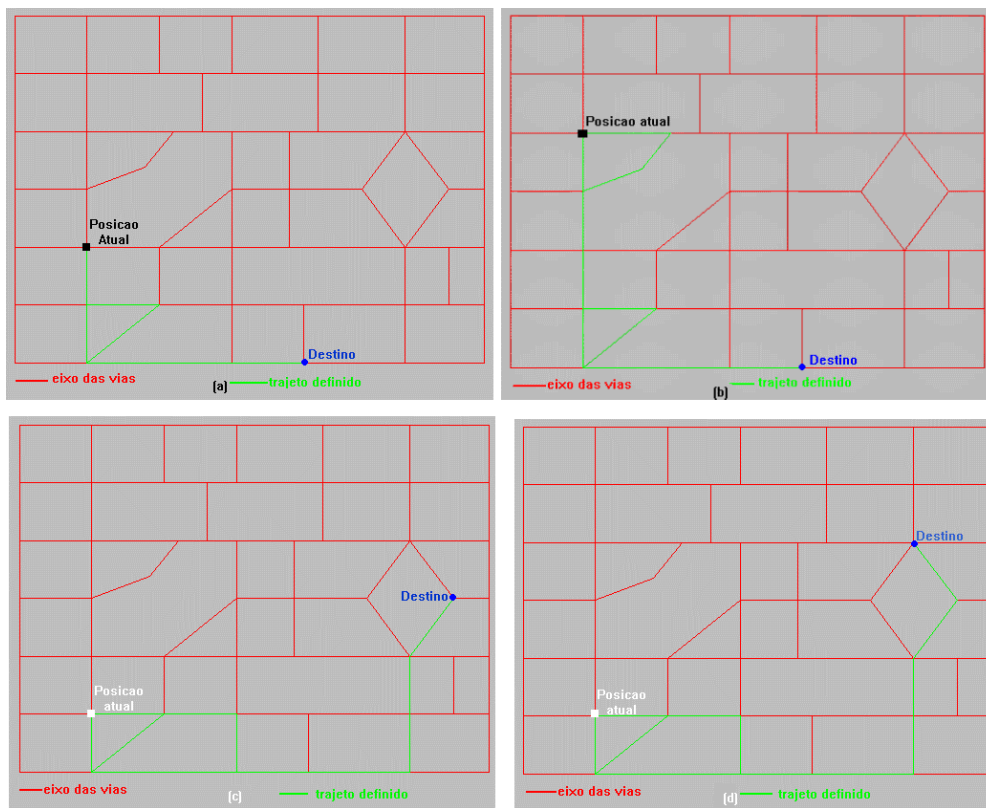 Posicao
Atual
Destino
eixo das vias
(a)
trajeto definido
Posicao atual
Destino
eixo das vias
trajeto definido
(b)
Destino
Posicao
atual
eixo das vias
(c)
trajeto definido
Destino
Posicao
atual
eixo das vias
(d)
trajeto definido